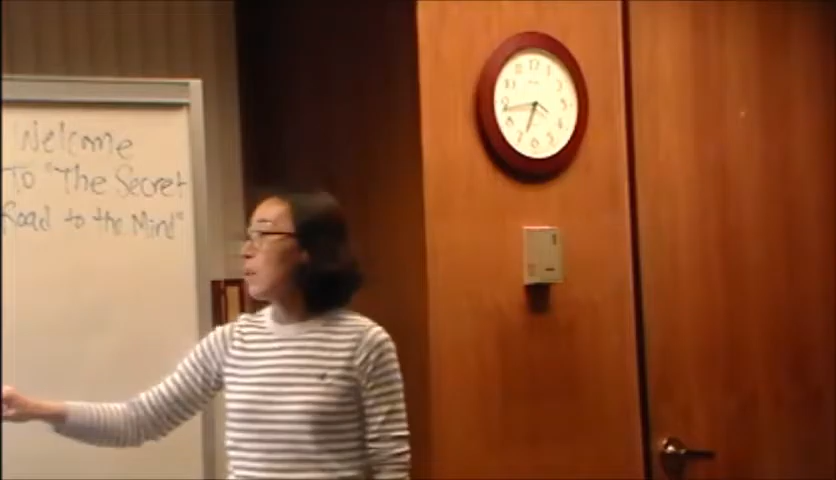 Welcome
To "The Secret
Road to the Mind"